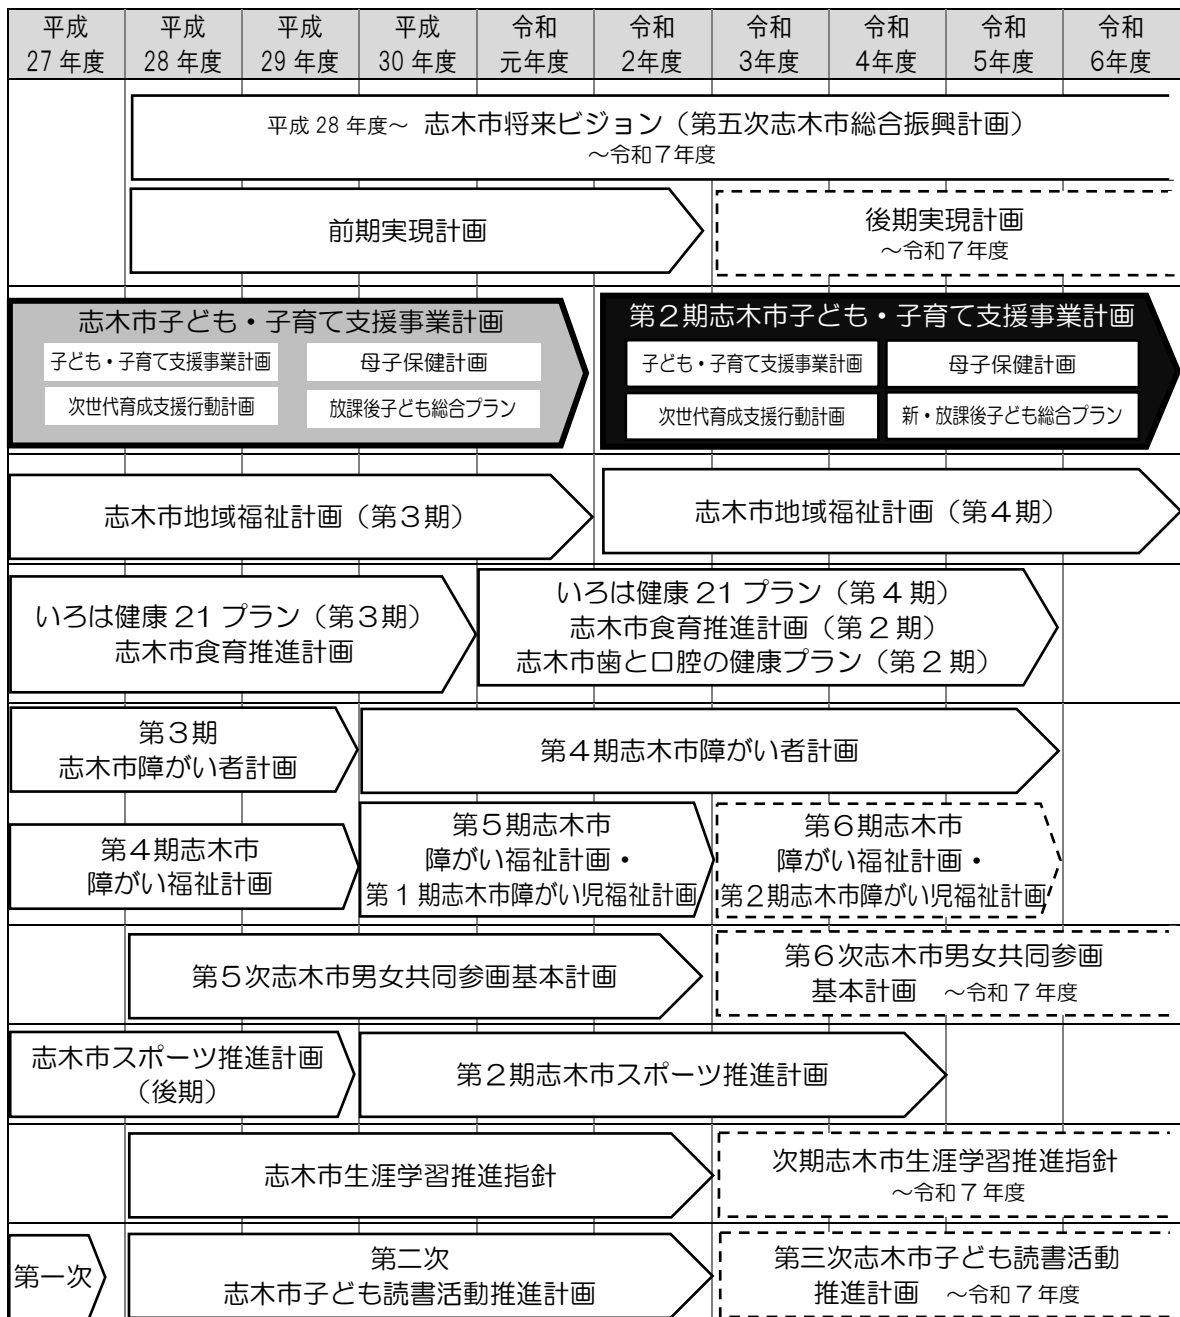 平成 平成 平成 平成 令和 令和 令和 令和 令和 令和
27 年度 28 年度 29 年度 30 年度 元年度 2年度 3年度 4年度 5年度 6年度
平成 28 年度～ 志木市将来ビジョン（第五次志木市総合振興計画）
～令和７年度
前期実現計画
後期実現計画
～令和７年度
志木市子ども・子育て支援事業計画
子ども・子育て支援事業計画 母子保健計画
次世代育成支援行動計画 放課後子ども総合プラン
第２期志木市子ども・子育て支援事業計画
子ども・子育て支援事業計画 母子保健計画
次世代育成支援行動計画 新・放課後子ども総合プラン
志木市地域福祉計画（第３期）
志木市地域福祉計画（第４期）
いろは健康 21 プラン（第３期）
志木市食育推進計画
いろは健康 21 プラン（第 4 期）
志木市食育推進計画（第 2 期）
志木市歯と口腔の健康プラン（第 2 期）
第３期
志木市障がい者計画
第４期志木市障がい者計画
第４期志木市
障がい福祉計画
第５期志木市
障がい福祉計画・
第 1 期志木市障がい児福祉計画
第６期志木市
障がい福祉計画・
第２期志木市障がい児福祉計画
第５次志木市男女共同参画基本計画
第６次志木市男女共同参画
基本計画 ～令和 7 年度
志木市スポーツ推進計画
（後期）
第２期志木市スポーツ推進計画
志木市生涯学習推進指針
次期志木市生涯学習推進指針
～令和 7 年度
第一次
第二次
志木市子ども読書活動推進計画
第三次志木市子ども読書活動
推進計画 ～令和 7 年度